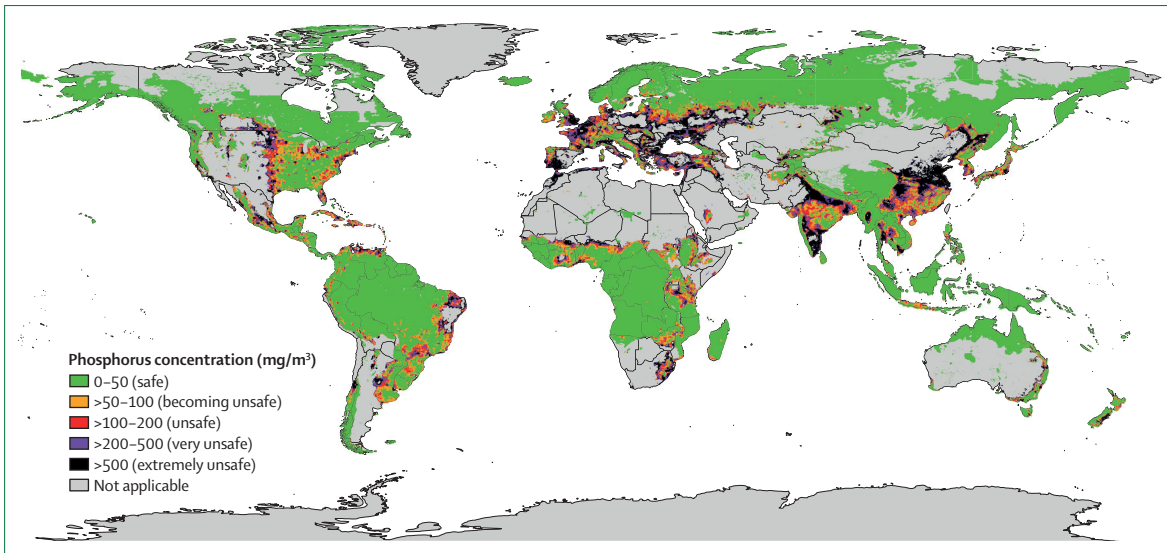 Phosphorus concentration (mg/m³)
0–50 (safe)
>50–100 (becoming unsafe)
>100–200 (unsafe)
>200–500 (very unsafe)
>500 (extremely unsafe)
Not applicable